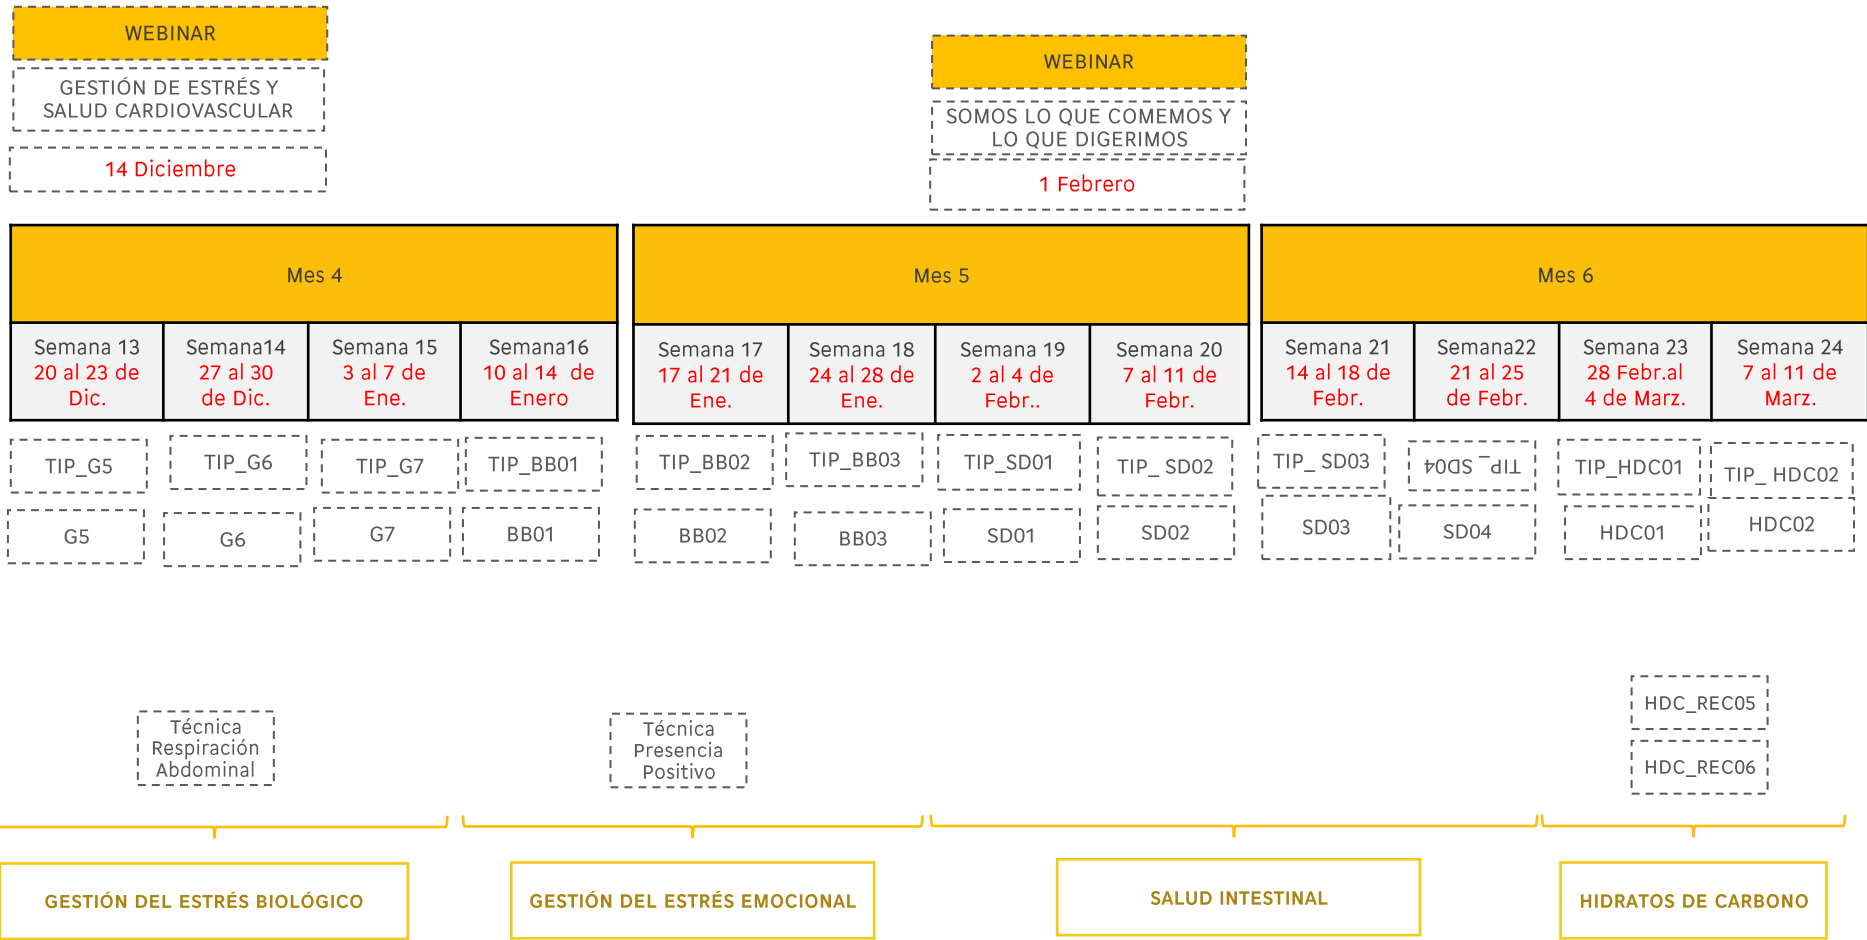 WEBINAR
GESTIÓN DE ESTRÉS Y
SALUD CARDIOVASCULAR
14 Diciembre
WEBINAR
SOMOS LO QUE COMEMOS Y
LO QUE DIGERIMOS
1 Febrero
Mes 4
Mes 5
Mes 6
Semana 13
20 al 23 de
Dic.
Semana14
27 al 30
de Dic.
Semana 15
3 al 7 de
Ene.
Semana16
10 al 14 de
Enero
Semana 17
17 al 21 de
Ene.
Semana 18
24 al 28 de
Ene.
Semana 19
2 al 4 de
Febr..
Semana 20
7 al 11 de
Febr.
Semana 21
14 al 18 de
Febr.
Semana22
21 al 25
de Febr.
Semana 23
28 Febr.al
4 de Marz.
Semana 24
7 al 11 de
Marz.
TIP_G5
TIP_G6
TIP_G7
TIP_BB01
TIP_BB02
TIP_BB03
TIP_SD01
TIP_ SD02
TIP_ SD03
TIP_ SD04
TIP_HDC01
TIP_ HDC02
G5
G6
G7
BB01
BB02
BB03
SD01
SD02
SD03
SD04
HDC01
HDC02
Técnica
Respiración
Abdominal
Técnica
Presencia
Positivo
HDC_REC05
HDC_REC06
GESTIÓN DEL ESTRÉS BIOLÓGICO
GESTIÓN DEL ESTRÉS EMOCIONAL
SALUD INTESTINAL
HIDRATOS DE CARBONO